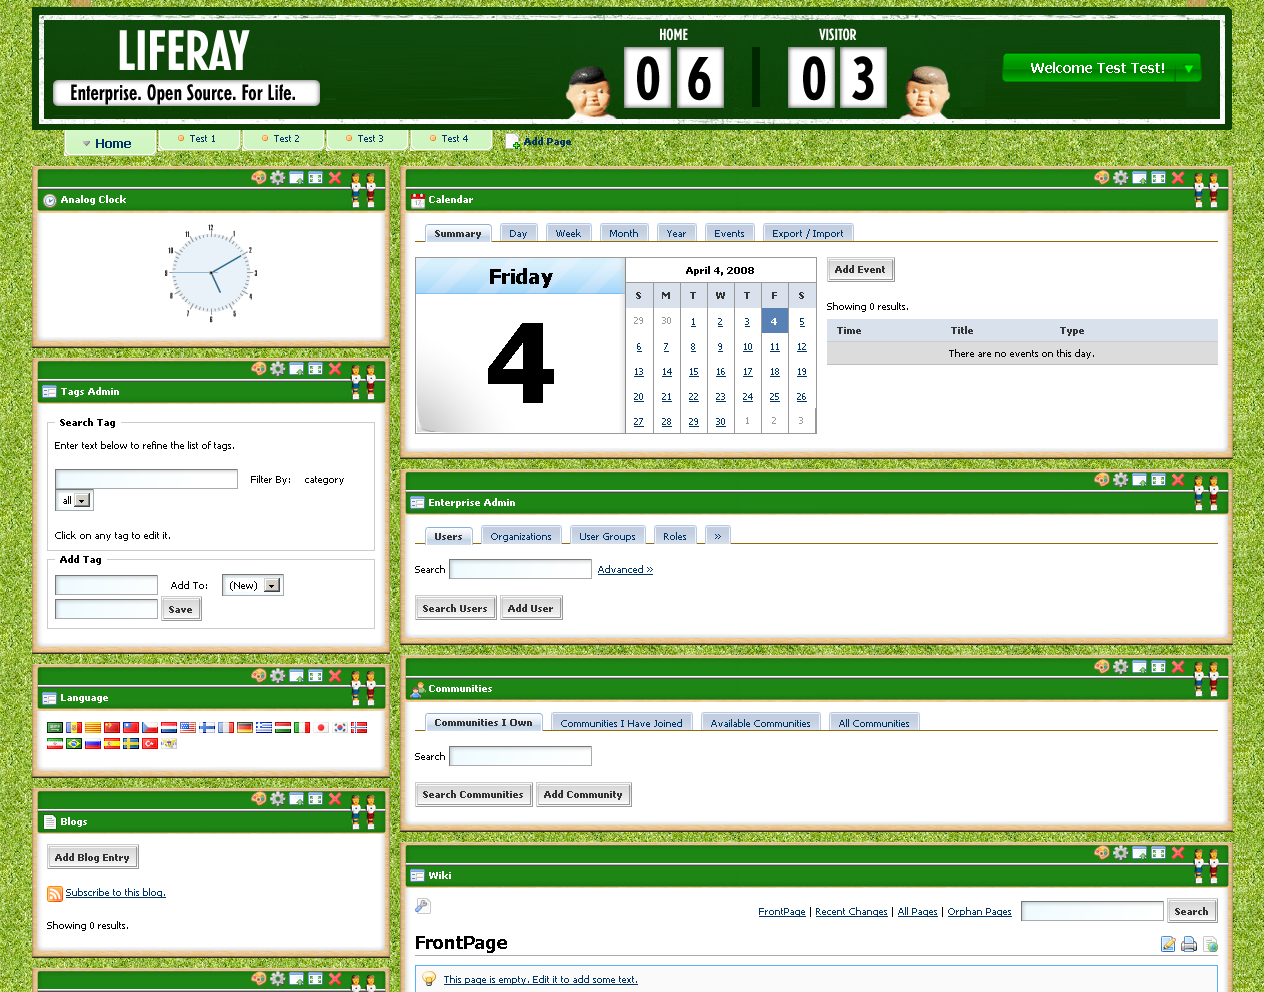 LIFERAY
Enterprise. Open Source. For Life.
HOME
VISITOR
0 6
0 3
Welcome Test Test!
Home
Test 1
Test 2
Test 3
Test 4
Add Page
Analog Clock
Tags Admin
Search Tag
Enter text below to refine the list of tags.
Filter By: category
all
Click on any tag to edit it.
Add Tag
Add To: (New)
Save
Language
Blogs
Add Blog Entry
Subscribe to this blog.
Showing 0 results.
Calendar
Summary Day Week Month Year Events Export / Import
Friday
4
April 4, 2008
S M T W T F S
29 30 1 2 3 4 5
6 7 8 9 10 11 12
13 14 15 16 17 18 19
20 21 22 23 24 25 26
27 28 29 30 1 2 3
Add Event
Showing 0 results.
Time Title Type
There are no events on this day.
Enterprise Admin
Users Organizations User Groups Roles »
Search Advanced »
Search Users Add User
Communities
Communities I Own Communities I Have Joined Available Communities All Communities
Search
Search Communities Add Community
Wiki
FrontPage | Recent Changes | All Pages | Orphan Pages Search
FrontPage
This page is empty. Edit it to add some text.